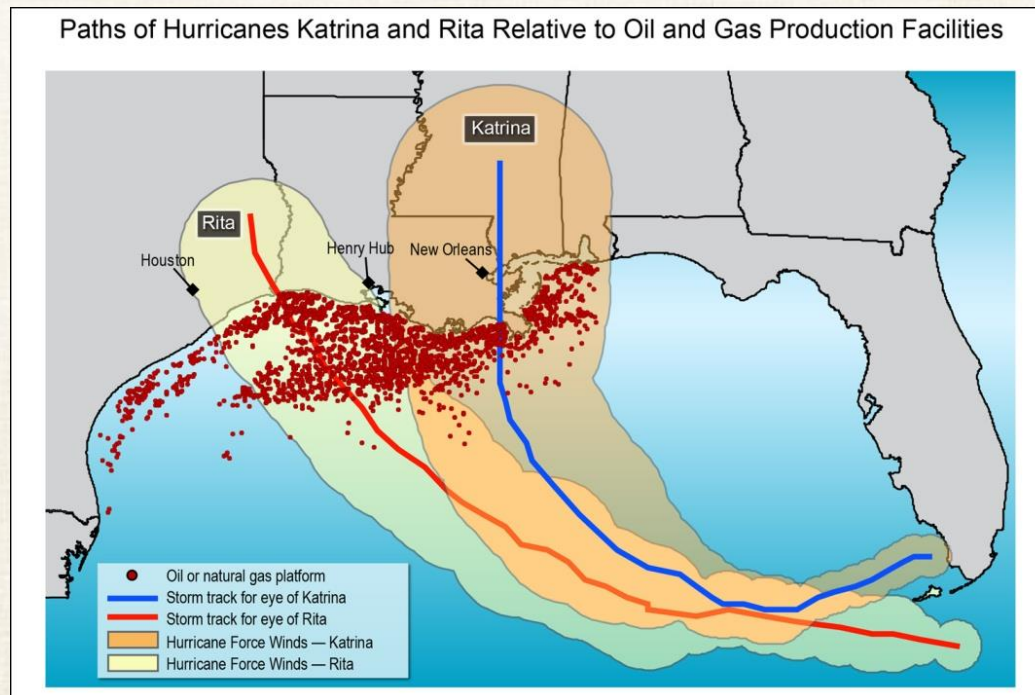 Paths of Hurricanes Katrina and Rita Relative to Oil and Gas Production Facilities
Katrina
Rita
Houston
Henry Hub
New Orleans
Oil or natural gas platform
Storm track for eye of Katrina
Storm track for eye of Rita
Hurricane Force Winds — Katrina
Hurricane Force Winds — Rita